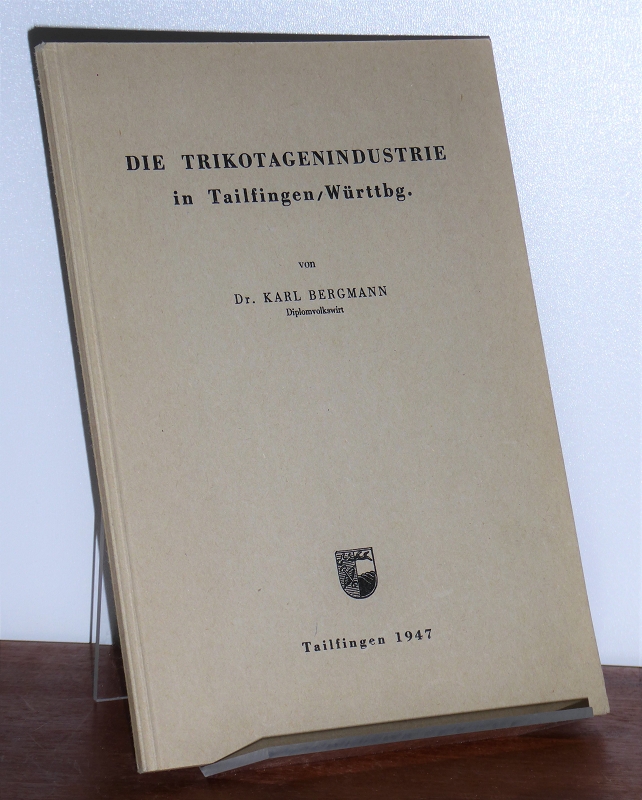 DIE TRIKOTAGENINDUSTRIE
in Tailfingen/Württbg.
von
Dr. KARL BERGMANN
Diplomvolkswirt
Tailfingen 1947